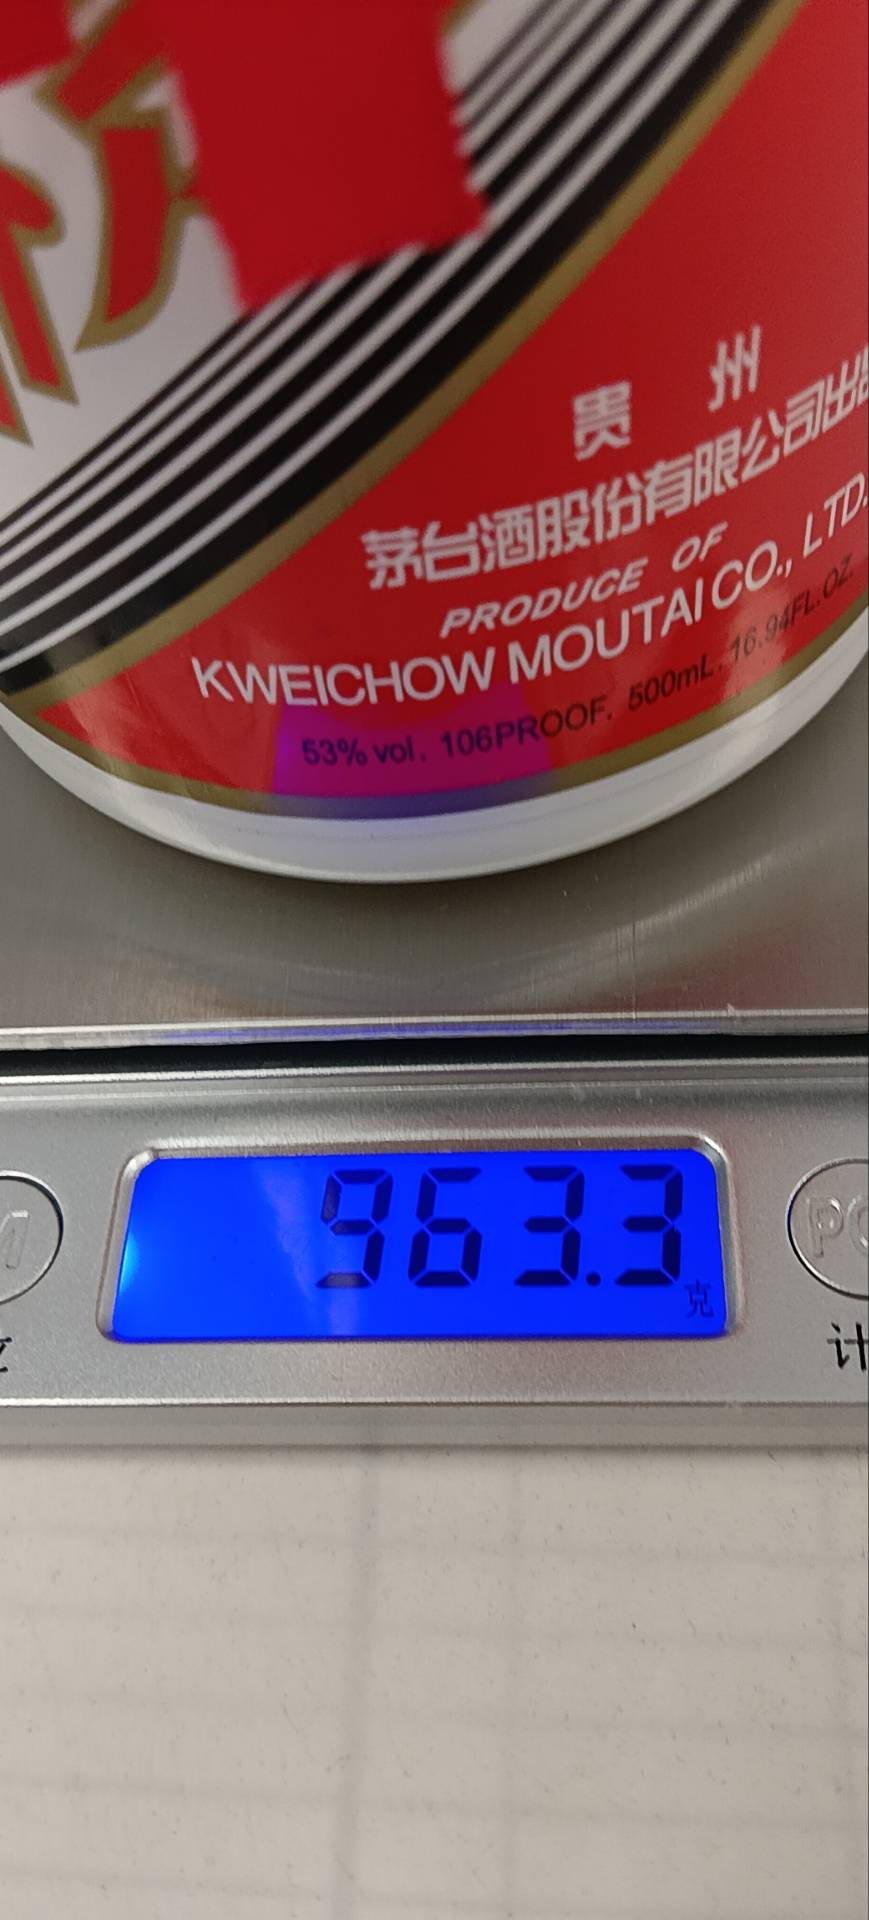 贵州
茅台酒股份有限公司出
PRODUCE OF
KWEICHOW MOUTAI CO., LTD.
53% vol. 106PROOF. 500mL. 16.94FL.OZ.
963.3
克
计